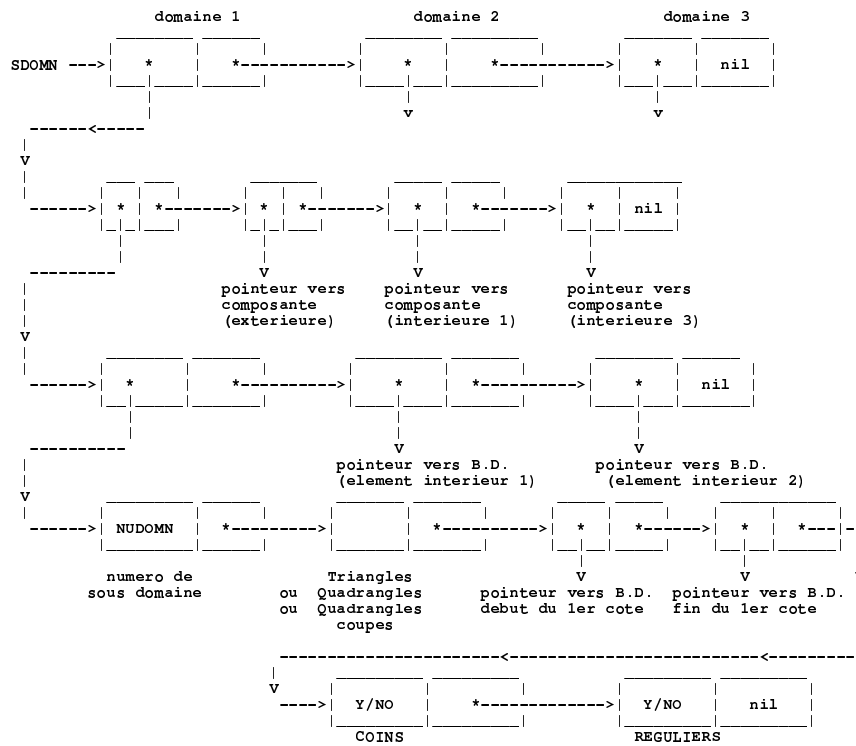 domaine 1 domaine 2 domaine 3
SDOMN ---> * *-----------> * *-----------> * nil
V V
------<-----
V
------> * *-------> * *-------> * *-------> * nil
---------
V V V
pointeur vers pointeur vers pointeur vers
composante composante composante
(exterieure) (interieure 1) (interieure 3)
V
------> * *----------> * *----------> * nil
----------
V V
pointeur vers B.D. pointeur vers B.D.
(element interieur 1) (element interieur 2)
V
------> NUDOMN *---------> *----------> * *------> * *---|-
V V
numero de Triangles pointeur vers B.D. pointeur vers B.D.
sous domaine ou Quadrangles debut du 1er cote fin du 1er cote
ou Quadrangles
coupes
-----------------------<--------------------------<---------
V
----> Y/NO *--------------> Y/NO nil
COINS REGULIERS